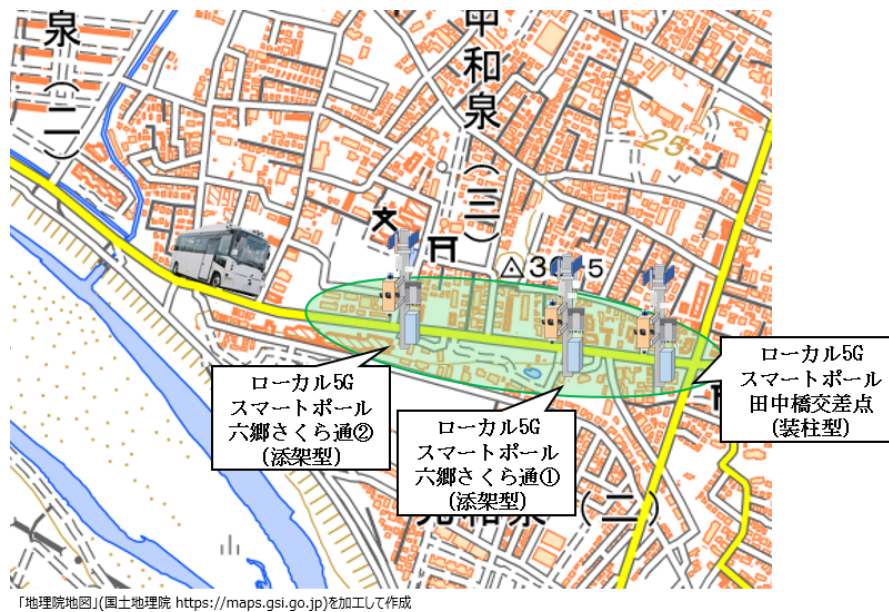 泉(二)
中和泉(三)
25
30
5
ローカル5G
スマートポール
六郷さくら通②
(添架型)
ローカル5G
スマートポール
六郷さくら通①
(添架型)
ローカル5G
スマートポール
田中橋交差点
(装柱型)
和泉(二)
「地理院地図」(国土地理院 https://maps.gsi.go.jp)を加工して作成